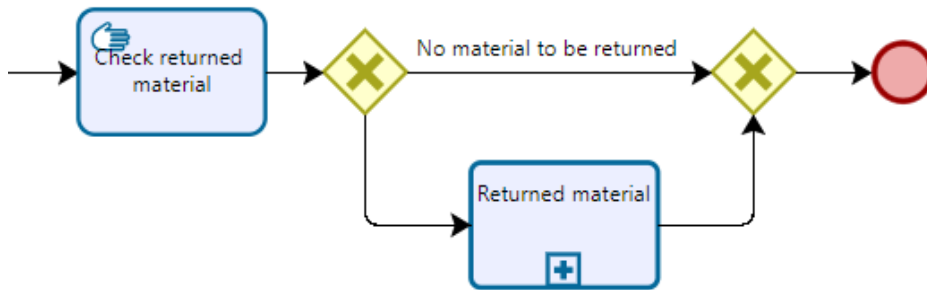 No material to be returned
Check returned
material
Returned material